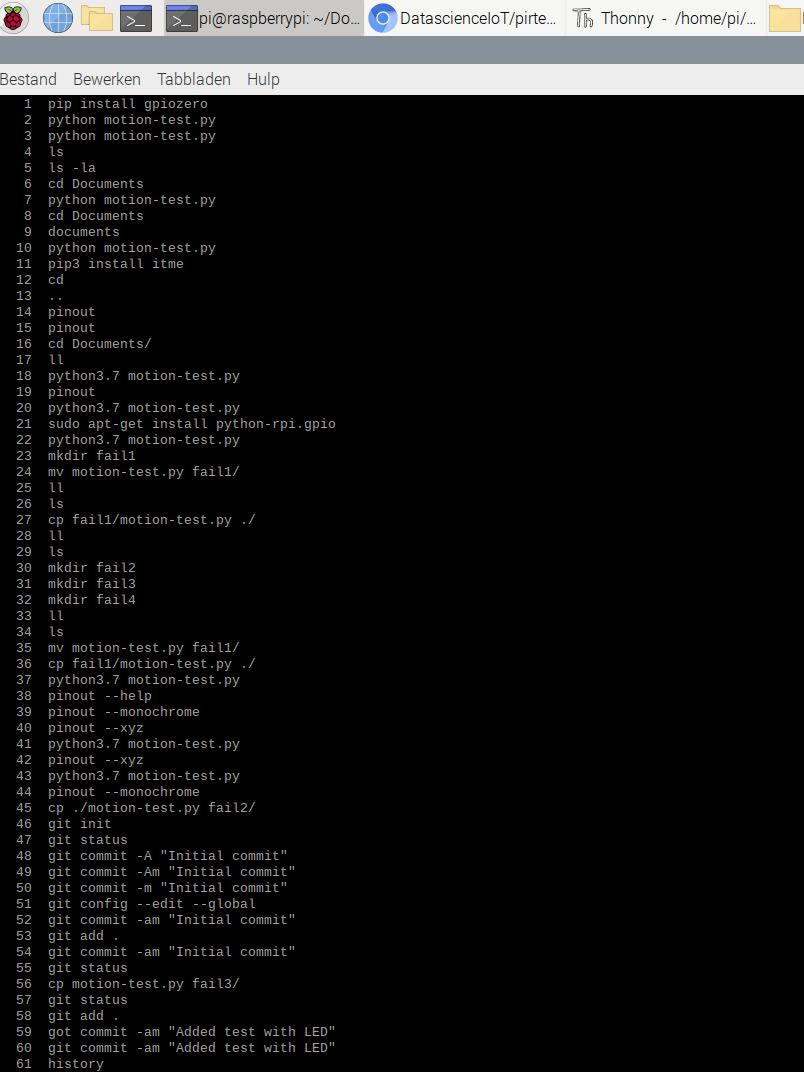 pi@raspberrypi: ~/Do... DatascienceIoT/pirte... Thonny - /home/pi/...
Bestand Bewerken Tabbladen Hulp
1 pip install gpiozero
2 python motion-test.py
3 python motion-test.py
4 ls
5 ls -la
6 cd Documents
7 python motion-test.py
8 cd Documents
9 documents
10 python motion-test.py
11 pip3 install itme
12 cd
13 ..
14 pinout
15 pinout
16 cd Documents/
17 ll
18 python3.7 motion-test.py
19 pinout
20 python3.7 motion-test.py
21 sudo apt-get install python-rpi.gpio
22 python3.7 motion-test.py
23 mkdir fail1
24 mv motion-test.py fail1/
25 ll
26 ls
27 cp fail1/motion-test.py ./
28 ll
29 ls
30 mkdir fail2
31 mkdir fail3
32 mkdir fail4
33 ll
34 ls
35 mv motion-test.py fail1/
36 cp fail1/motion-test.py ./
37 python3.7 motion-test.py
38 pinout --help
39 pinout --monochrome
40 pinout --xyz
41 python3.7 motion-test.py
42 pinout --xyz
43 python3.7 motion-test.py
44 pinout --monochrome
45 cp ./motion-test.py fail2/
46 git init
47 git status
48 git commit -A "Initial commit"
49 git commit -Am "Initial commit"
50 git commit -m "Initial commit"
51 git config --edit --global
52 git commit -am "Initial commit"
53 git add .
54 git commit -am "Initial commit"
55 git status
56 cp motion-test.py fail3/
57 git status
58 git add .
59 got commit -am "Added test with LED"
60 git commit -am "Added test with LED"
61 history